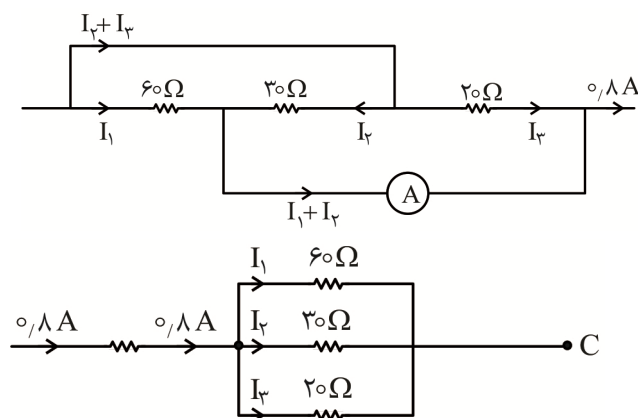 I۲ + I۳
۶۰Ω ۳۰Ω ۲۰Ω ۰/۸A
I۱ I۲ I۳
A
I۱ + I۲
I۱ ۶۰Ω
۰/۸A ۰/۸A I۲ ۳۰Ω C
I۳ ۲۰Ω